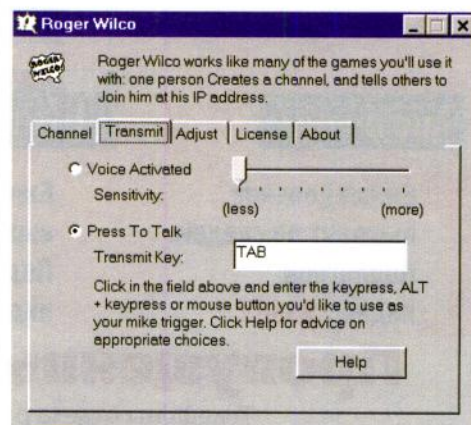 Roger Wilco
ROGER WILCO!
Roger Wilco works like many of the games you'll use it
with: one person Creates a channel, and tells others to
Join him at his IP address.
Channel Transmit Adjust License About
Voice Activated
Sensitivity:
(less) (more)
Press To Talk
Transmit Key: TAB
Click in the field above and enter the keypress, ALT
+ keypress or mouse button you'd like to use as
your mike trigger. Click Help for advice on
appropriate choices.
Help